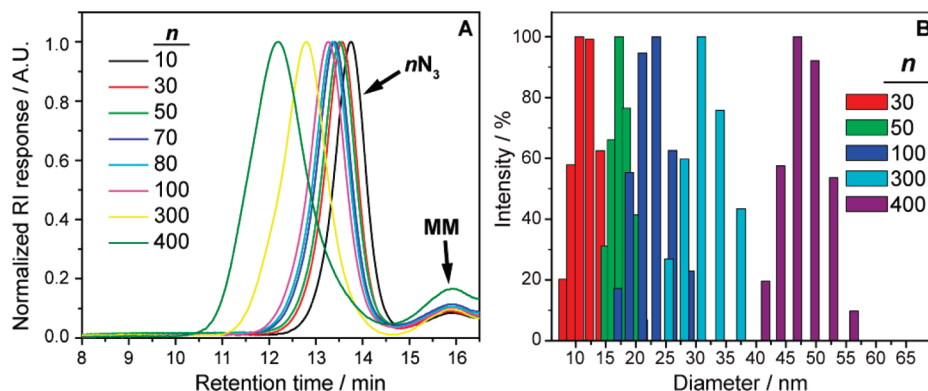 A
n
10
30
50
70
80
100
300
400
nN3
MM
Normalized RI response / A.U.
1.0
0.8
0.6
0.4
0.2
0.0
8 9 10 11 12 13 14 15 16
Retention time / min
B
n
30
50
100
300
400
Intensity / %
100
80
60
40
20
0
10 15 20 25 30 35 40 45 50 55 60 65
Diameter / nm